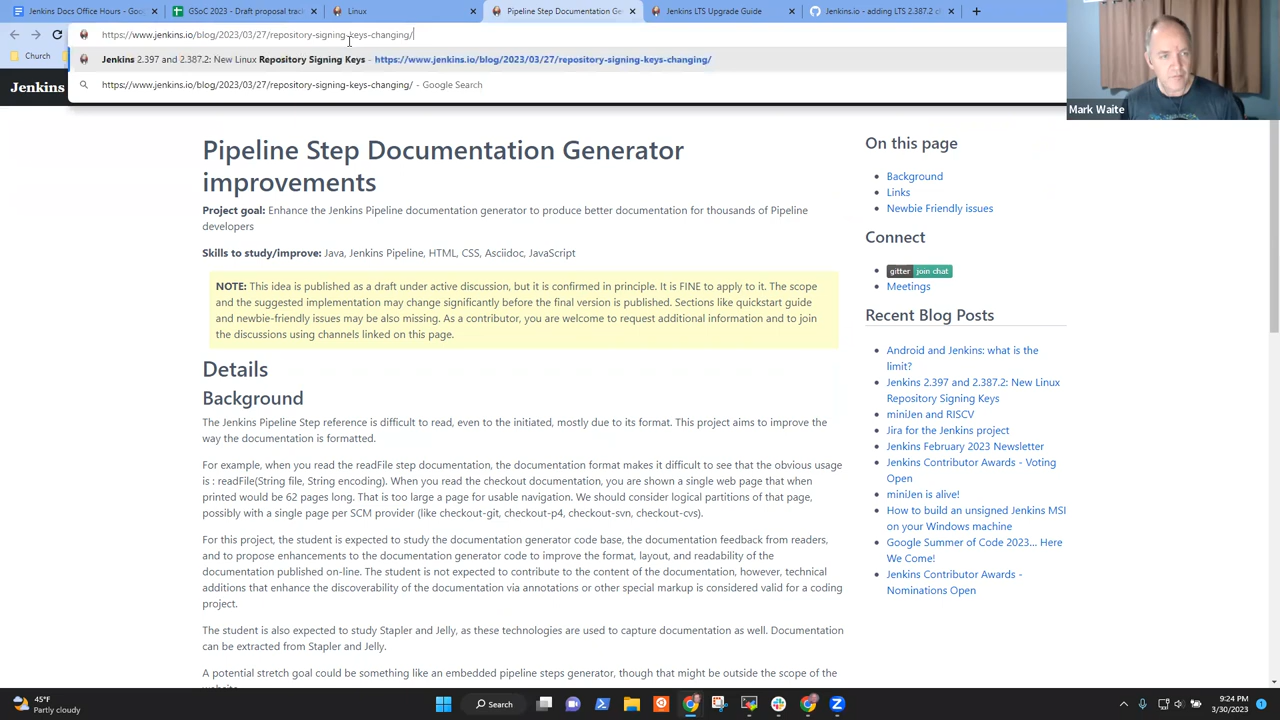 Jenkins Docs Office Hours - Goo
GSoC 2023 - Draft proposal trackin
Linux
Pipeline Step Documentation Gen
Jenkins LTS Upgrade Guide
Jenkins.io - adding LTS 2.387.2 ch
https://www.jenkins.io/blog/2023/03/27/repository-signing-keys-changing/
Church
Jenkins 2.397 and 2.387.2: New Linux Repository Signing Keys - https://www.jenkins.io/blog/2023/03/27/repository-signing-keys-changing/
https://www.jenkins.io/blog/2023/03/27/repository-signing-keys-changing/ - Google Search
Jenkins
Mark Waite
Pipeline Step Documentation Generator
improvements
Project goal: Enhance the Jenkins Pipeline documentation generator to produce better documentation for thousands of Pipeline
developers
Skills to study/improve: Java, Jenkins Pipeline, HTML, CSS, Asciidoc, JavaScript
NOTE: This idea is published as a draft under active discussion, but it is confirmed in principle. It is FINE to apply to it. The scope
and the suggested implementation may change significantly before the final version is published. Sections like quickstart guide
and newbie-friendly issues may be also missing. As a contributor, you are welcome to request additional information and to join
the discussions using channels linked on this page.
Details
Background
The Jenkins Pipeline Step reference is difficult to read, even to the initiated, mostly due to its format. This project aims to improve the
way the documentation is formatted.
For example, when you read the readFile step documentation, the documentation format makes it difficult to see that the obvious usage
is : readFile(String file, String encoding). When you read the checkout documentation, you are shown a single web page that when
printed would be 62 pages long. That is too large a page for usable navigation. We should consider logical partitions of that page,
possibly with a single page per SCM provider (like checkout-git, checkout-p4, checkout-svn, checkout-cvs).
For this project, the student is expected to study the documentation generator code base, the documentation feedback from readers,
and to propose enhancements to the documentation generator code to improve the format, layout, and readability of the
documentation published on-line. The student is not expected to contribute to the content of the documentation, however, technical
additions that enhance the discoverability of the documentation via annotations or other special markup is considered valid for a coding
project.
The student is also expected to study Stapler and Jelly, as these technologies are used to capture documentation as well. Documentation
can be extracted from Stapler and Jelly.
A potential stretch goal could be something like an embedded pipeline steps generator, though that might be outside the scope of the
On this page
Background
Links
Newbie Friendly issues
Connect
gitter join chat
Meetings
Recent Blog Posts
Android and Jenkins: what is the
limit?
Jenkins 2.397 and 2.387.2: New Linux
Repository Signing Keys
miniJen and RISCV
Jira for the Jenkins project
Jenkins February 2023 Newsletter
Jenkins Contributor Awards - Voting
Open
miniJen is alive!
How to build an unsigned Jenkins MSI
on your Windows machine
Google Summer of Code 2023... Here
We Come!
Jenkins Contributor Awards -
Nominations Open
45°F
Partly cloudy
Search
9:24 PM
3/30/2023